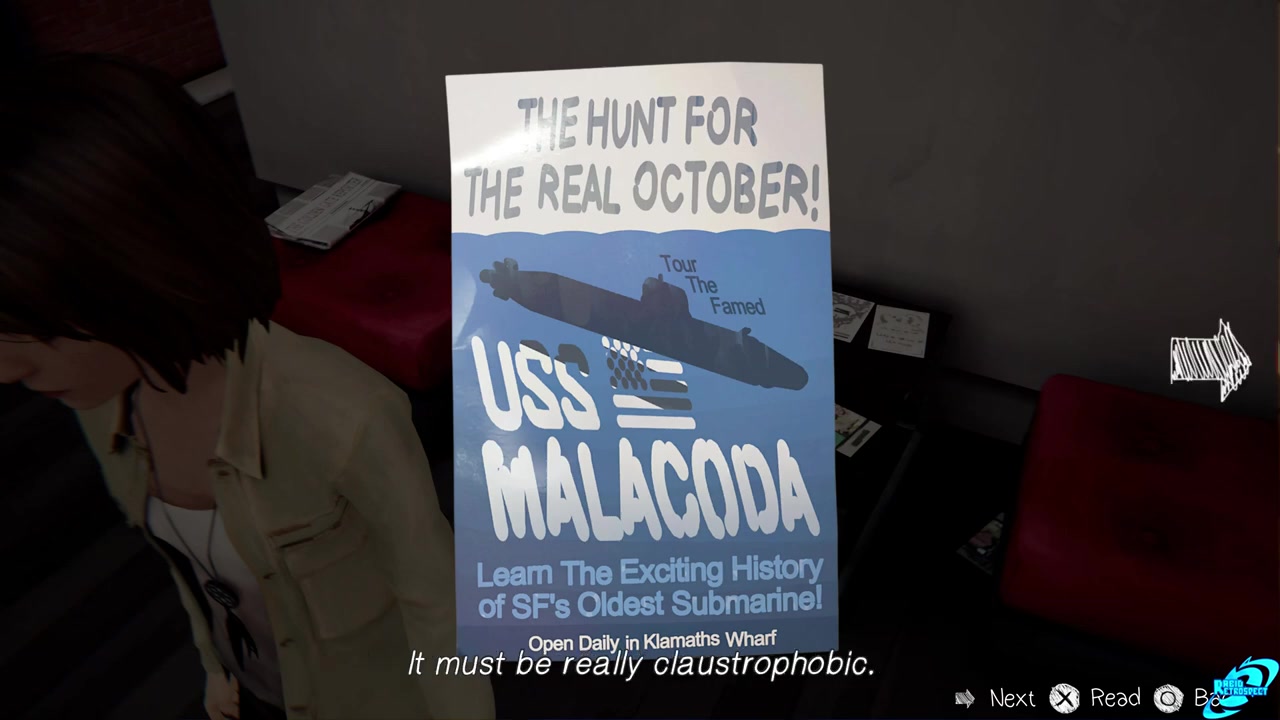 THE HUNT FOR
THE REAL OCTOBER!
Tour
The
Famed
USS
MALACODA
Learn The Exciting History
of SF's Oldest Submarine!
Open Daily in Klamaths Wharf
It must be really claustrophobic.
Next Read
RETROSPECT